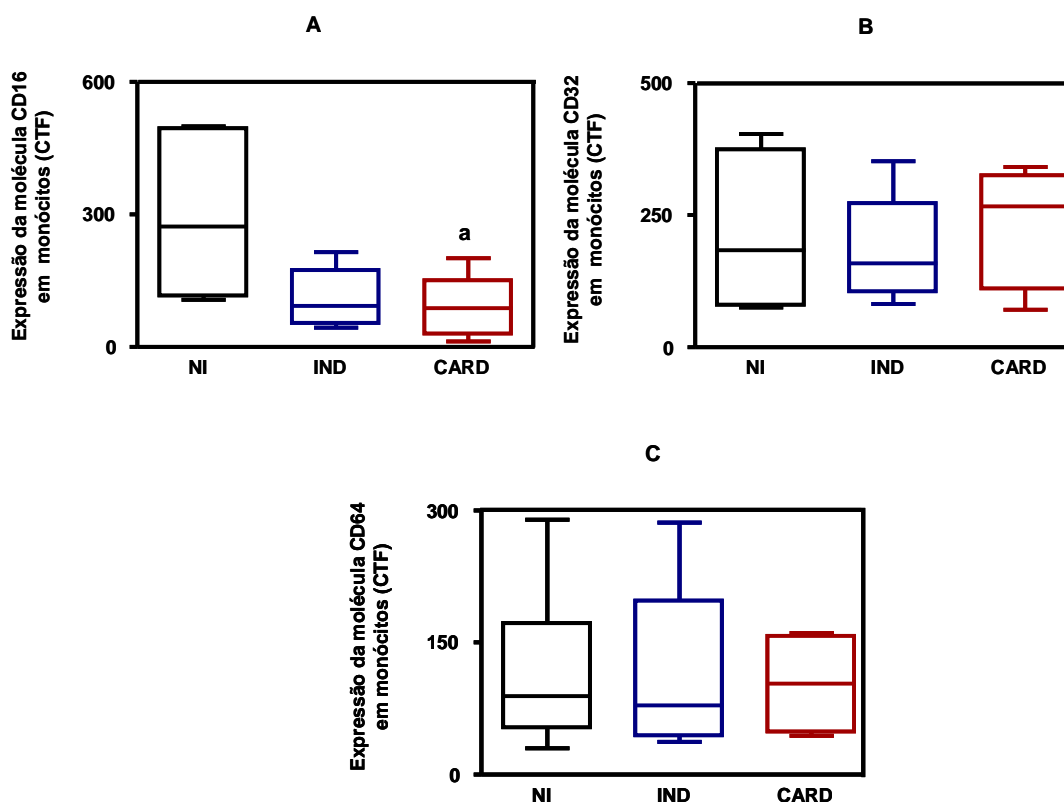 A
Expressão da molécula CD16
em monócitos (CTF)
600
300
0
a
NI IND CARD
B
Expressão da molécula CD32
em monócitos (CTF)
500
250
0
NI IND CARD
C
Expressão da molécula CD64
em monócitos (CTF)
300
150
0
NI IND CARD